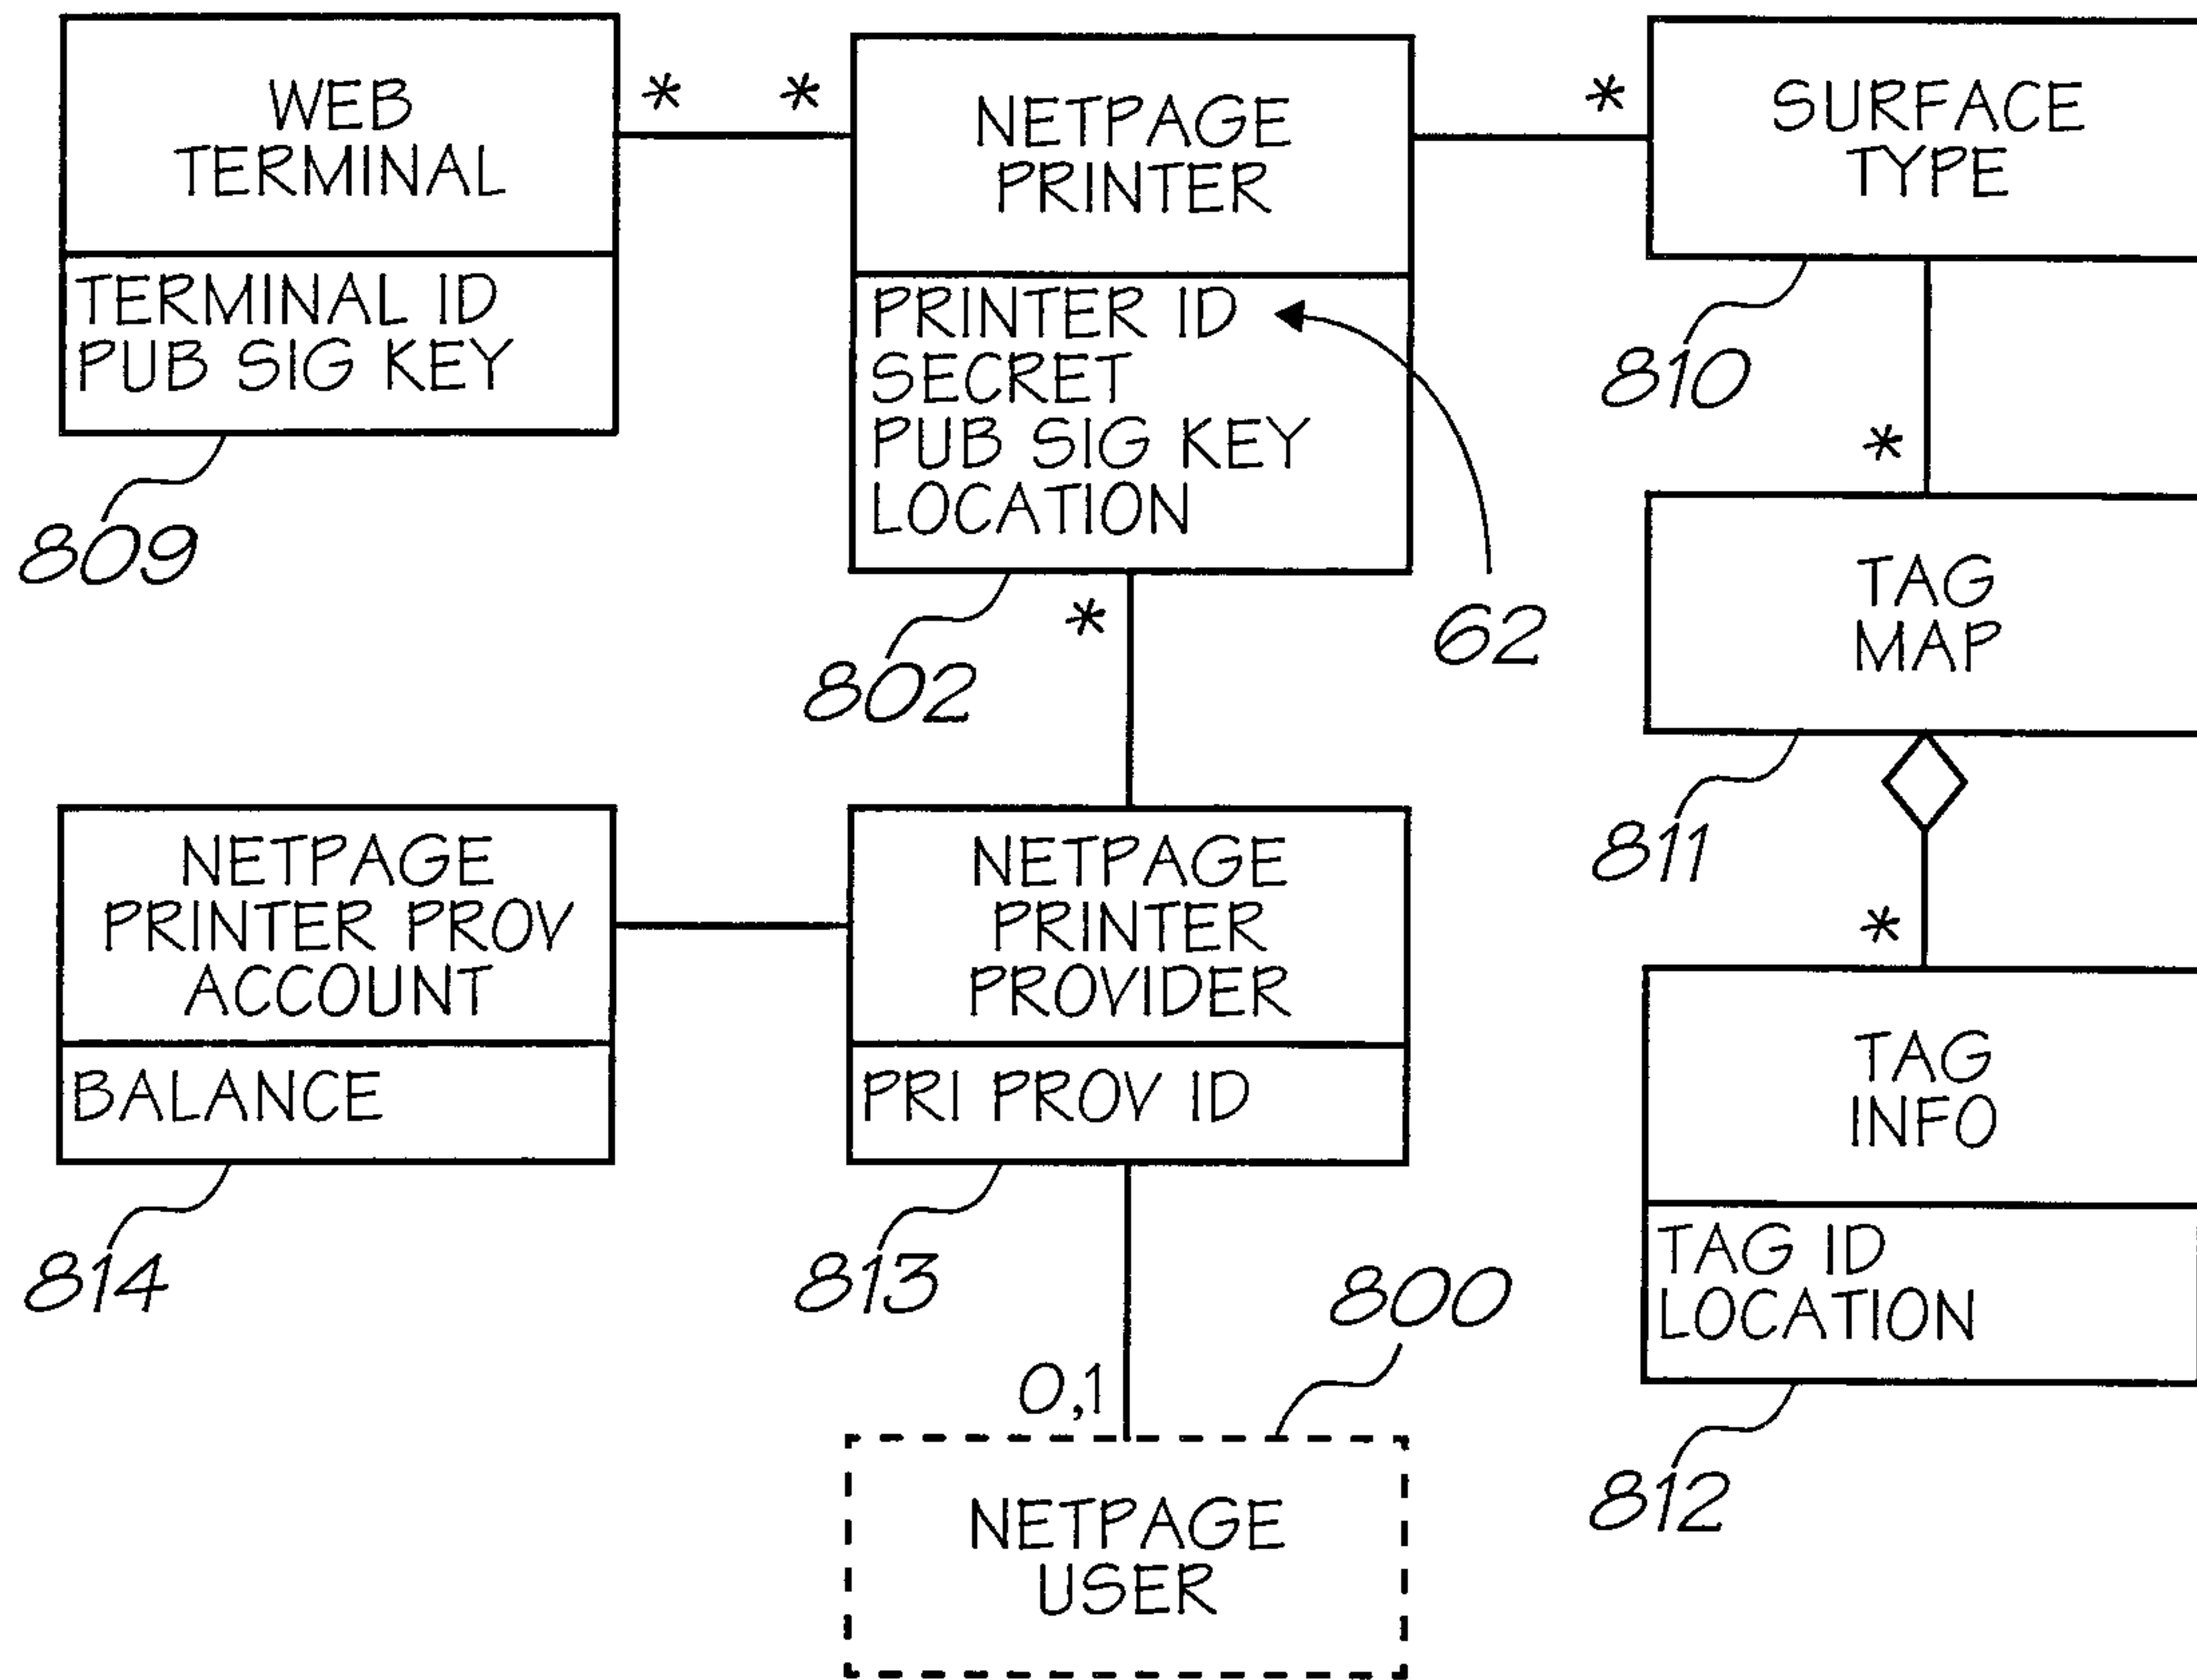 WEB
TERMINAL
TERMINAL ID
PUB SIG KEY
809
*
*
NETPAGE
PRINTER
PRINTER ID
SECRET
PUB SIG KEY
LOCATION
62
802
*
*
SURFACE
TYPE
810
*
TAG
MAP
811
*
TAG
INFO
TAG ID
LOCATION
812
NETPAGE
PRINTER PROV
ACCOUNT
BALANCE
814
NETPAGE
PRINTER
PROVIDER
PRI PROV ID
813
0,1
800
NETPAGE
USER